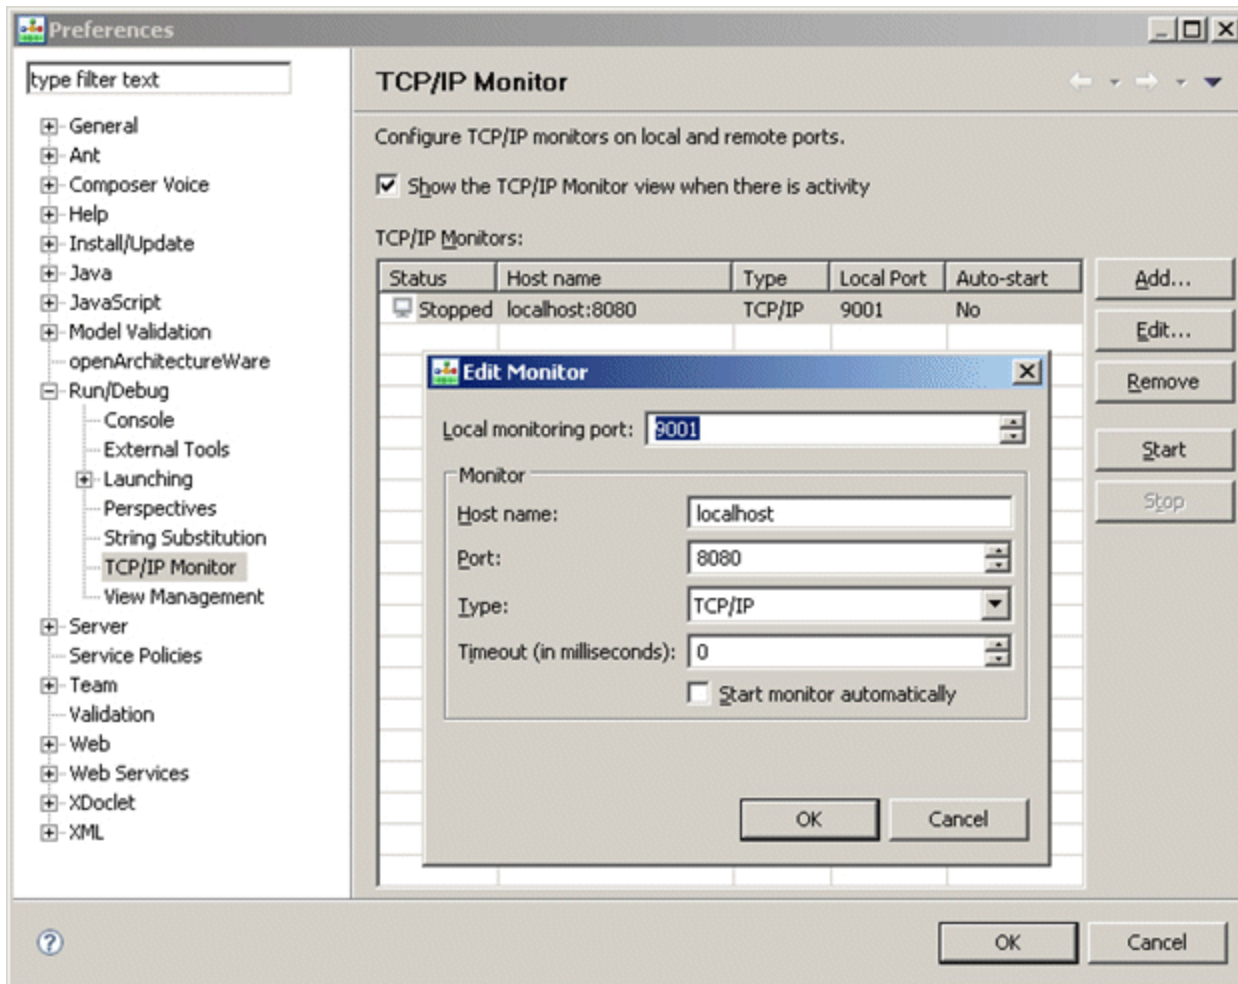 Preferences
type filter text
General
Ant
Composer Voice
Help
Install/Update
Java
JavaScript
Model Validation
openArchitectureWare
Run/Debug
Console
External Tools
Launching
Perspectives
String Substitution
TCP/IP Monitor
View Management
Server
Service Policies
Team
Validation
Web
Web Services
XDoclet
XML
TCP/IP Monitor
Configure TCP/IP monitors on local and remote ports.
Show the TCP/IP Monitor view when there is activity
TCP/IP Monitors:
Status Host name Type Local Port Auto-start
Stopped localhost:8080 TCP/IP 9001 No
Add...
Edit...
Remove
Start
Stop
Edit Monitor
Local monitoring port: 9001
Monitor
Host name: localhost
Port: 8080
Type: TCP/IP
Timeout (in milliseconds): 0
Start monitor automatically
OK Cancel
? OK Cancel